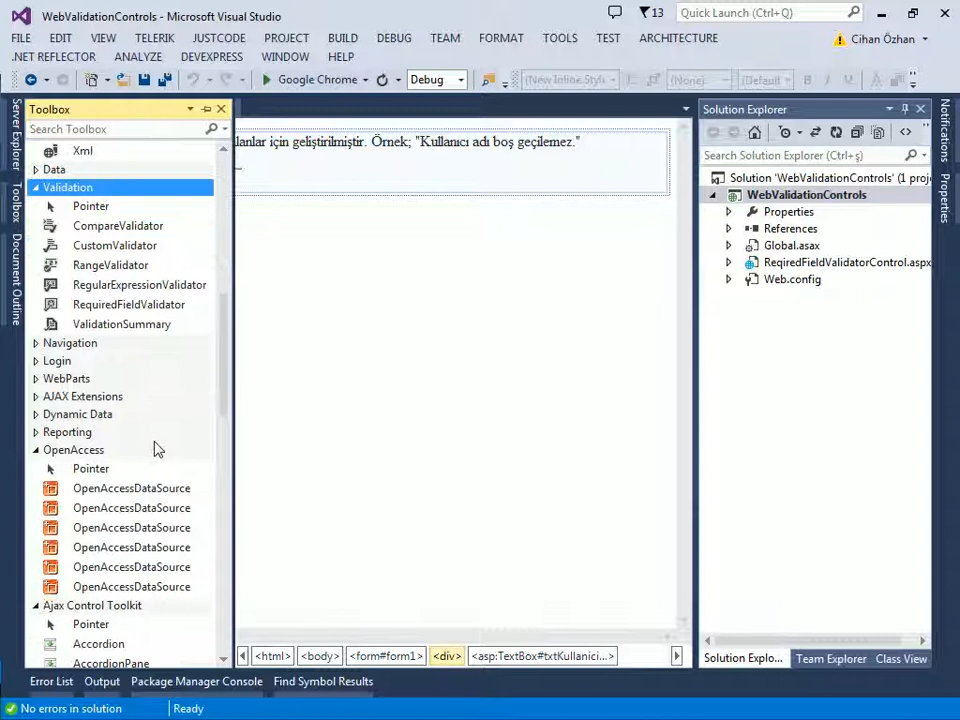 WebValidationControls - Microsoft Visual Studio
13
Quick Launch (Ctrl+Q)
FILE EDIT VIEW TELERIK JUSTCODE PROJECT BUILD DEBUG TEAM FORMAT TOOLS TEST ARCHITECTURE
Cihan Özhan
.NET REFLECTOR ANALYZE DEVEXPRESS WINDOW HELP
Google Chrome
Debug
(New Inline Style
(None)
(Default
B I U
Server Explorer
Toolbox
Document Outline
Toolbox
Search Toolbox
Xml
Data
Validation
Pointer
CompareValidator
CustomValidator
RangeValidator
RegularExpressionValidator
RequiredFieldValidator
ValidationSummary
Navigation
Login
WebParts
AJAX Extensions
Dynamic Data
Reporting
OpenAccess
Pointer
OpenAccessDataSource
OpenAccessDataSource
OpenAccessDataSource
OpenAccessDataSource
OpenAccessDataSource
OpenAccessDataSource
Ajax Control Toolkit
Pointer
Accordion
AccordionPane
lanlar için geliştirilmiştir. Örnek; "Kullanıcı adı boş geçilemez."
<html> <body> <form#form1> <div> <asp:TextBox#txtKullanici...>
Solution Explorer
Search Solution Explorer (Ctrl+ş)
Solution 'WebValidationControls' (1 proj
WebValidationControls
Properties
References
Global.asax
ReqiredFieldValidatorControl.aspx
Web.config
Solution Explo... Team Explorer Class View
Notifications
Properties
Error List Output Package Manager Console Find Symbol Results
No errors in solution Ready